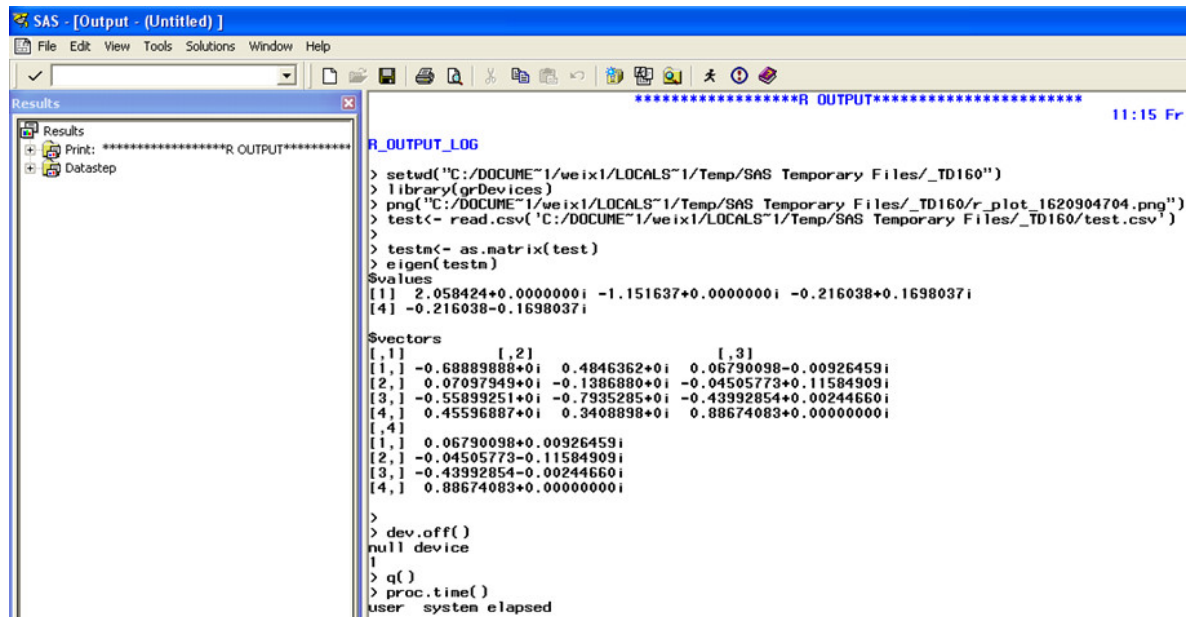 SAS - [Output - (Untitled) ]
File Edit View Tools Solutions Window Help
Results
Results
Print: ******************R OUTPUT**********
Datastep
******************R OUTPUT***********************
11:15 Fr
R_OUTPUT_LOG
> setwd("C:/DOCUME~1/weix1/LOCALS~1/Temp/SAS Temporary Files/_TD160")
> library(grDevices)
> png("C:/DOCUME~1/weix1/LOCALS~1/Temp/SAS Temporary Files/_TD160/r_plot_1620904704.png")
> test<- read.csv('C:/DOCUME~1/weix1/LOCALS~1/Temp/SAS Temporary Files/_TD160/test.csv')
>
> testm<- as.matrix(test)
> eigen(testm)
$values
[1] 2.058424+0.0000000i -1.151637+0.0000000i -0.216038+0.1698037i
[4] -0.216038-0.1698037i
$vectors
[,1] [,2] [,3]
[1,] -0.68889888+0i 0.4846362+0i 0.06790098-0.00926459i
[2,] 0.07097949+0i -0.1386880+0i -0.04505773+0.11584909i
[3,] -0.55899251+0i -0.7935285+0i -0.43992854+0.00244660i
[4,] 0.45596887+0i 0.3408898+0i 0.88674083+0.00000000i
[,4]
[1,] 0.06790098+0.00926459i
[2,] -0.04505773-0.11584909i
[3,] -0.43992854-0.00244660i
[4,] 0.88674083+0.00000000i
>
> dev.off()
null device
1
> q()
> proc.time()
user system elapsed